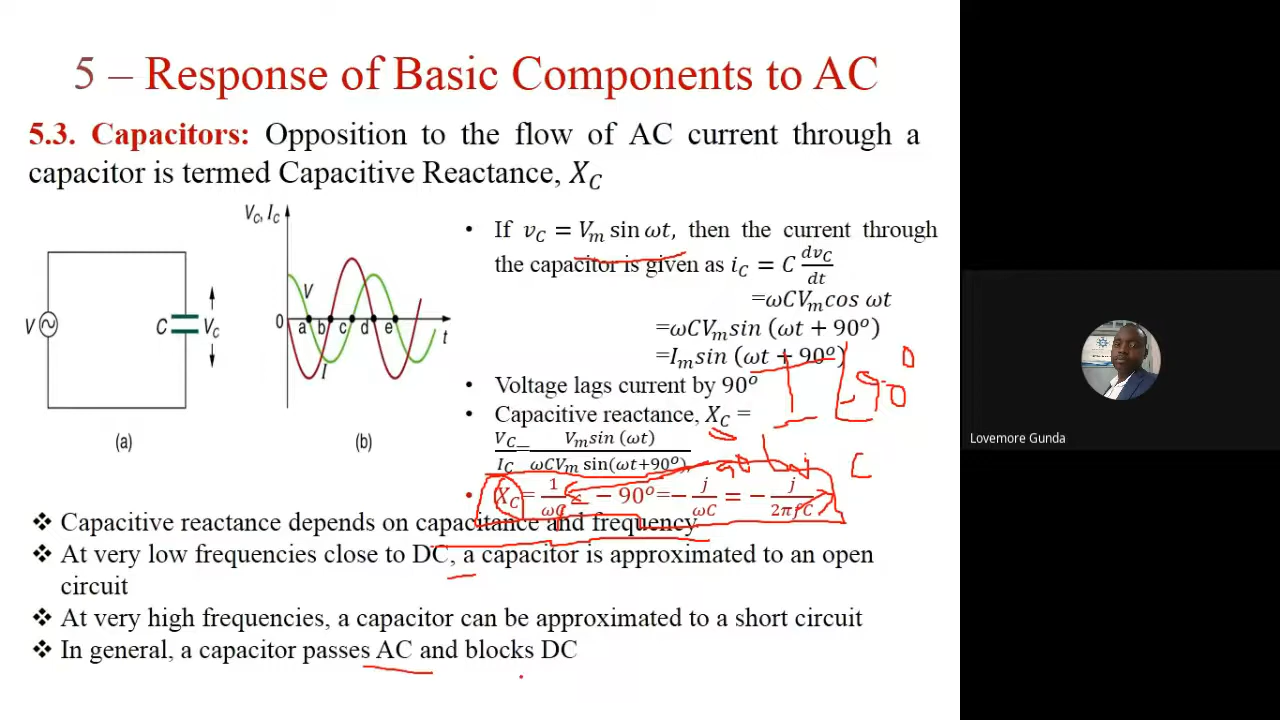 5 – Response of Basic Components to AC
5.3. Capacitors: Opposition to the flow of AC current through a
capacitor is termed Capacitive Reactance, X_C
V_C, I_C
V
0 a b c d e
t
I
V C V_C
(a)
(b)
• If v_C = V_m sin ωt, then the current through
the capacitor is given as i_C = C dv_C/dt
=ωCV_m cos ωt
=ωCV_m sin (ωt + 90°)
=I_m sin (ωt + 90°)
• Voltage lags current by 90°
• Capacitive reactance, X_C =
V_C/I_C = V_m sin (ωt)/ωCV_m sin(ωt+90°),
• X_C = 1/ωC ∠ − 90° = − j/ωC = − j/2πfC
I ∠90°
C
❖ Capacitive reactance depends on capacitance and frequency
❖ At very low frequencies close to DC, a capacitor is approximated to an open
circuit
❖ At very high frequencies, a capacitor can be approximated to a short circuit
❖ In general, a capacitor passes AC and blocks DC
Lovemore Gunda